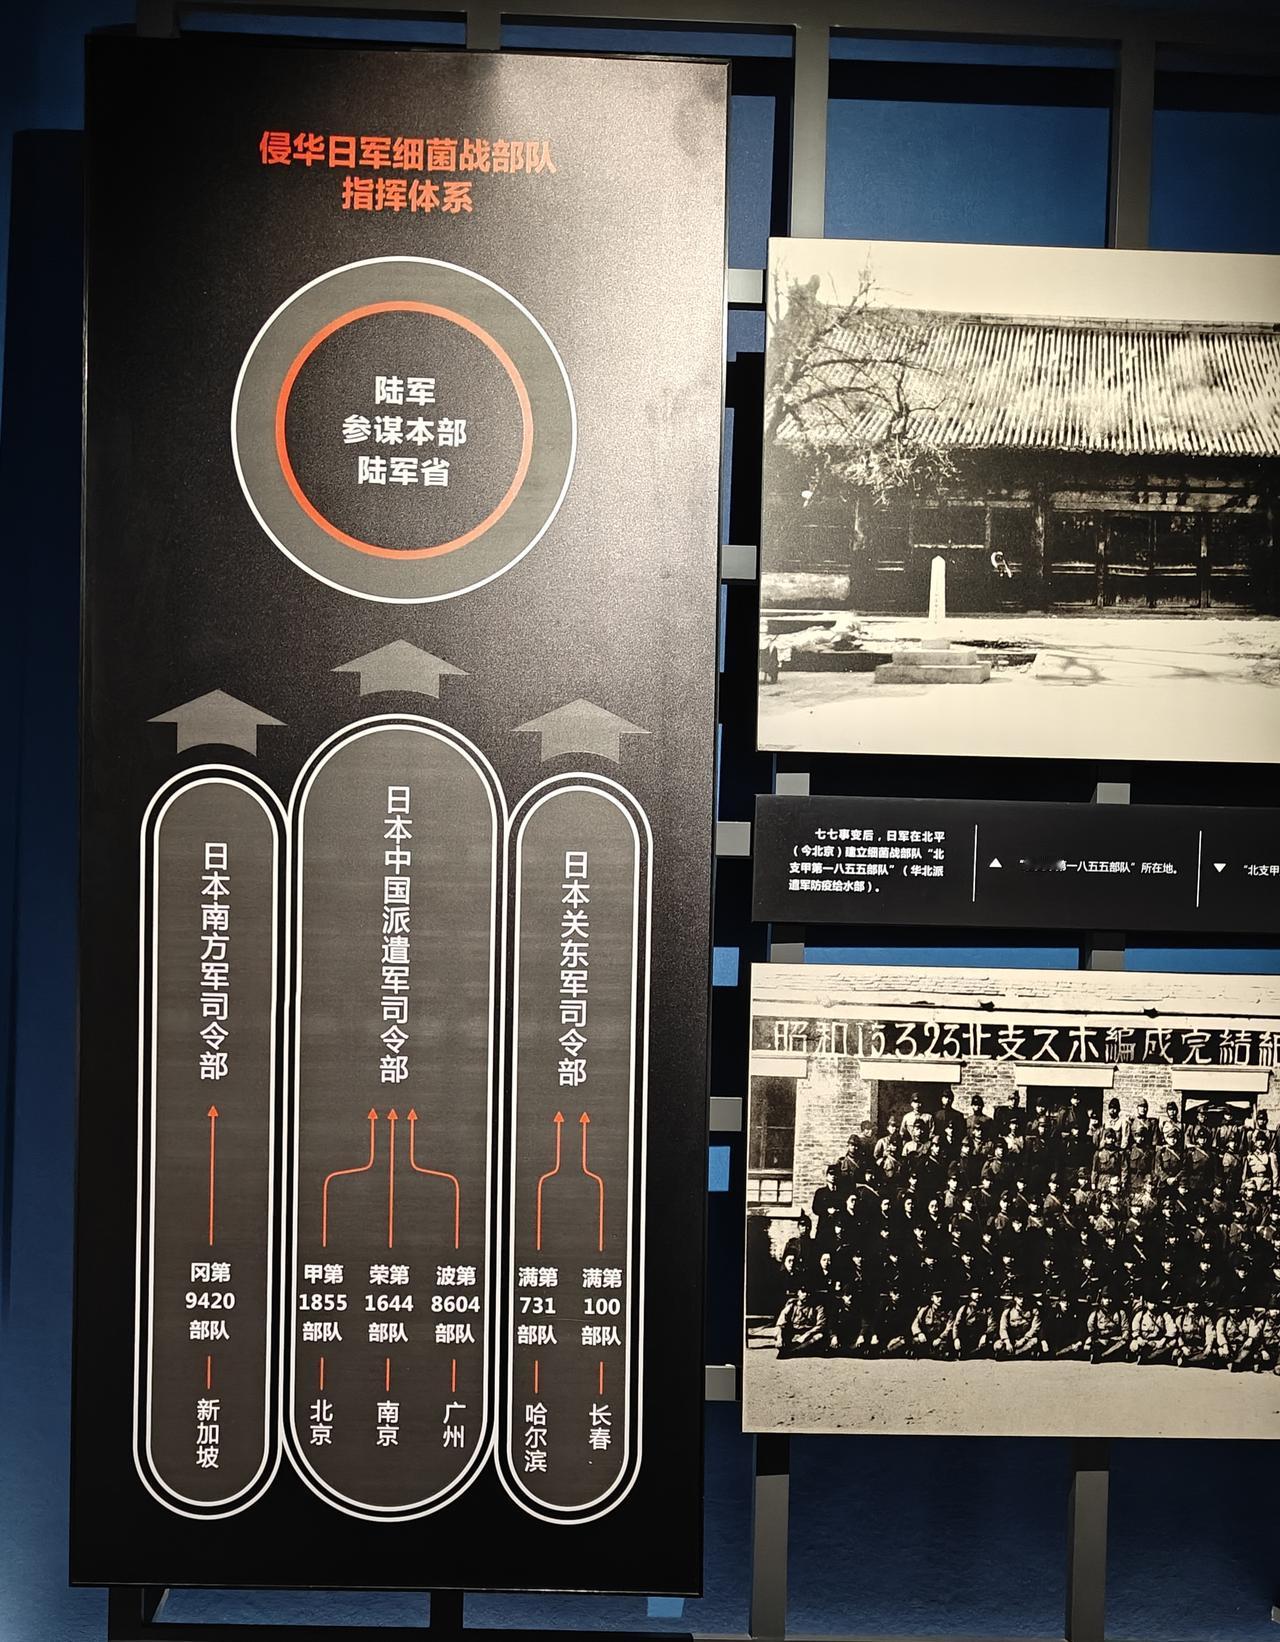 侵华日军细菌战部队
指挥体系
陆军
参谋本部
陆军省
日本南方军司令部
冈第
9420
部队
新加坡
日本中国派遣军司令部
甲第
1855
部队
北京
荣第
1644
部队
南京
波第
8604
部队
广州
日本关东军司令部
满第
731
部队
哈尔滨
满第
100
部队
长春
七七事变后，日军在北平
（今北京）建立细菌战部队“北
支甲第一八五五部队”（华北派
遣军防疫给水部）。
▲ “第一八五五部队”所在地。
▼ “北支甲
昭和15.3.23北支スホ編成完結